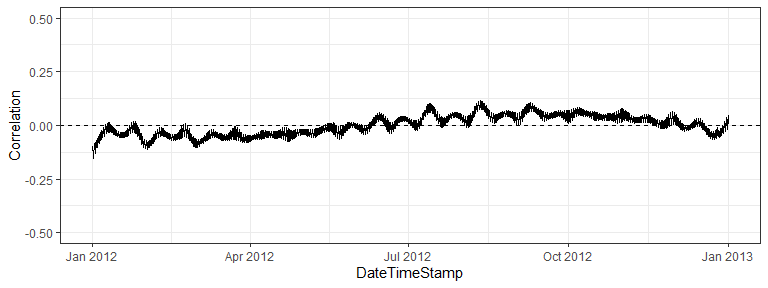 0.50
0.25
0.00
-0.25
-0.50
Correlation
Jan 2012
Apr 2012
Jul 2012
Oct 2012
Jan 2013
DateTimeStamp